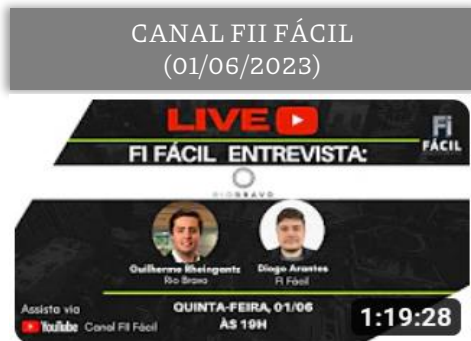 CANAL FII FÁCIL
(01/06/2023)
LIVE
FI FÁCIL ENTREVISTA:
Fi
FÁCIL
RIO BRAVO
Guilherme Rheingantz
Rio Bravo
Diogo Arantes
Fi Fácil
Assista via
YouTube Canal FII Fácil
QUINTA-FEIRA, 01/06
ÀS 19H
1:19:28